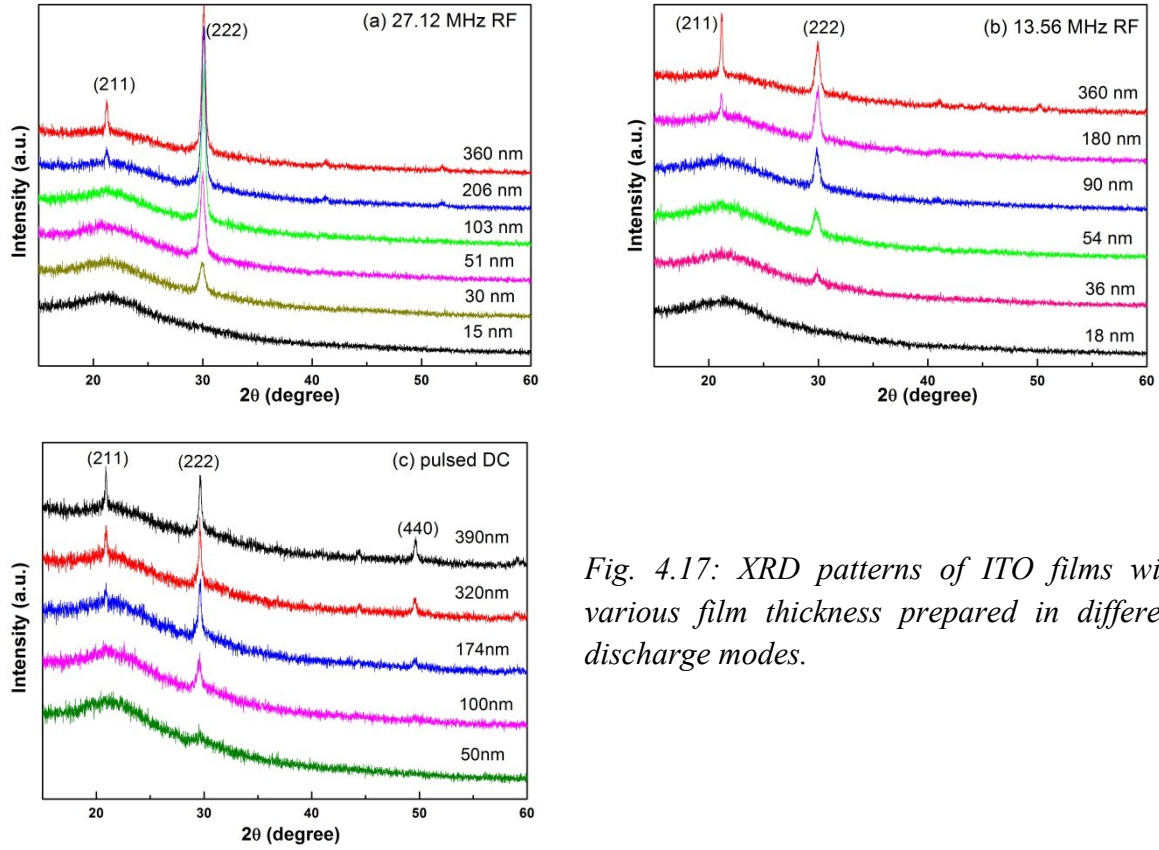 (a) 27.12 MHz RF
(222)
(211)
360 nm
206 nm
103 nm
51 nm
30 nm
15 nm
Intensity (a.u.)
20 30 40 50 60
2θ (degree)
(b) 13.56 MHz RF
(211)
(222)
360 nm
180 nm
90 nm
54 nm
36 nm
18 nm
Intensity (a.u.)
20 30 40 50 60
2θ (degree)
(c) pulsed DC
(211)
(222)
(440)
390nm
320nm
174nm
100nm
50nm
Intensity (a.u.)
20 30 40 50 60
2θ (degree)
Fig. 4.17: XRD patterns of ITO films wi
various film thickness prepared in differe
discharge modes.